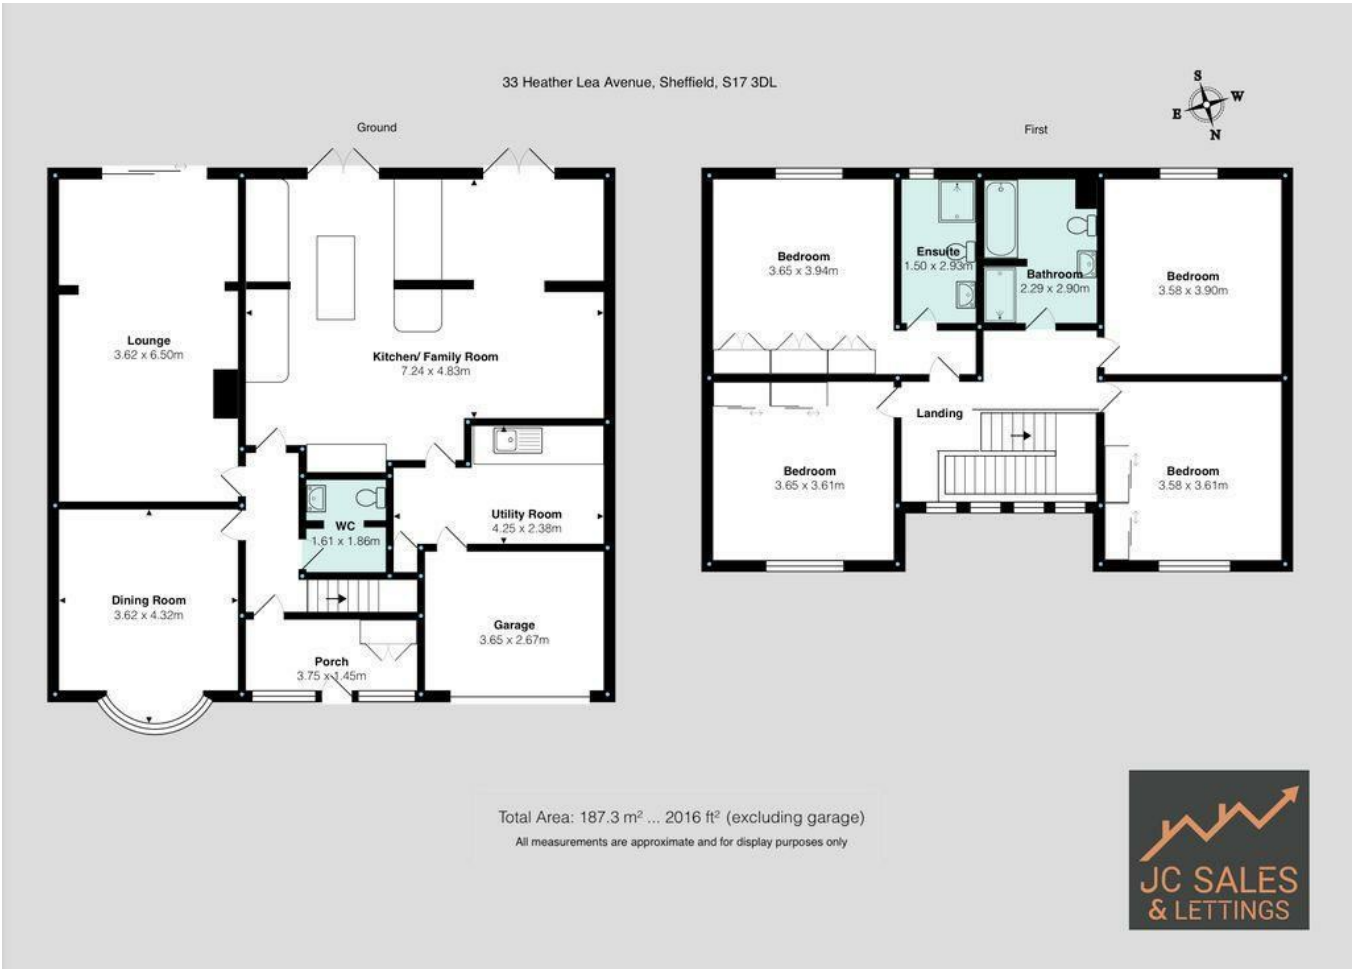 33 Heather Lea Avenue, Sheffield, S17 3DL
S
W
E
N
Ground
First
Lounge
3.62 x 6.50m
Kitchen/ Family Room
7.24 x 4.83m
Utility Room
4.25 x 2.38m
WC
1.61 x 1.86m
Dining Room
3.62 x 4.32m
Garage
3.65 x 2.67m
Porch
3.75 x 1.45m
Bedroom
3.65 x 3.94m
Ensuite
1.50 x 2.93m
Bathroom
2.29 x 2.90m
Bedroom
3.58 x 3.90m
Landing
Bedroom
3.65 x 3.61m
Bedroom
3.58 x 3.61m
Total Area: 187.3 m² ... 2016 ft² (excluding garage)
All measurements are approximate and for display purposes only
JC SALES
& LETTINGS